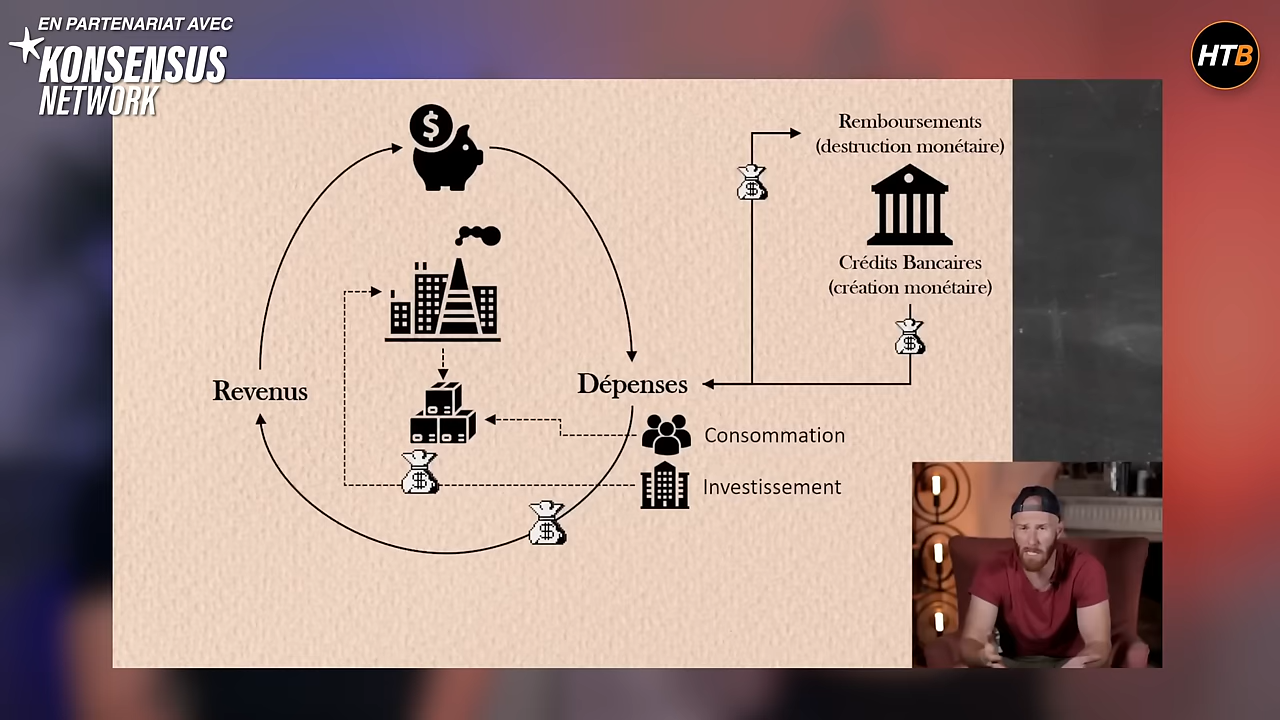 EN PARTENARIAT AVEC
KONSENSUS
NETWORK
HTB
$
Remboursements
(destruction monétaire)
$
Crédits Bancaires
(création monétaire)
$
Revenus
Dépenses
Consommation
$
Investissement
$